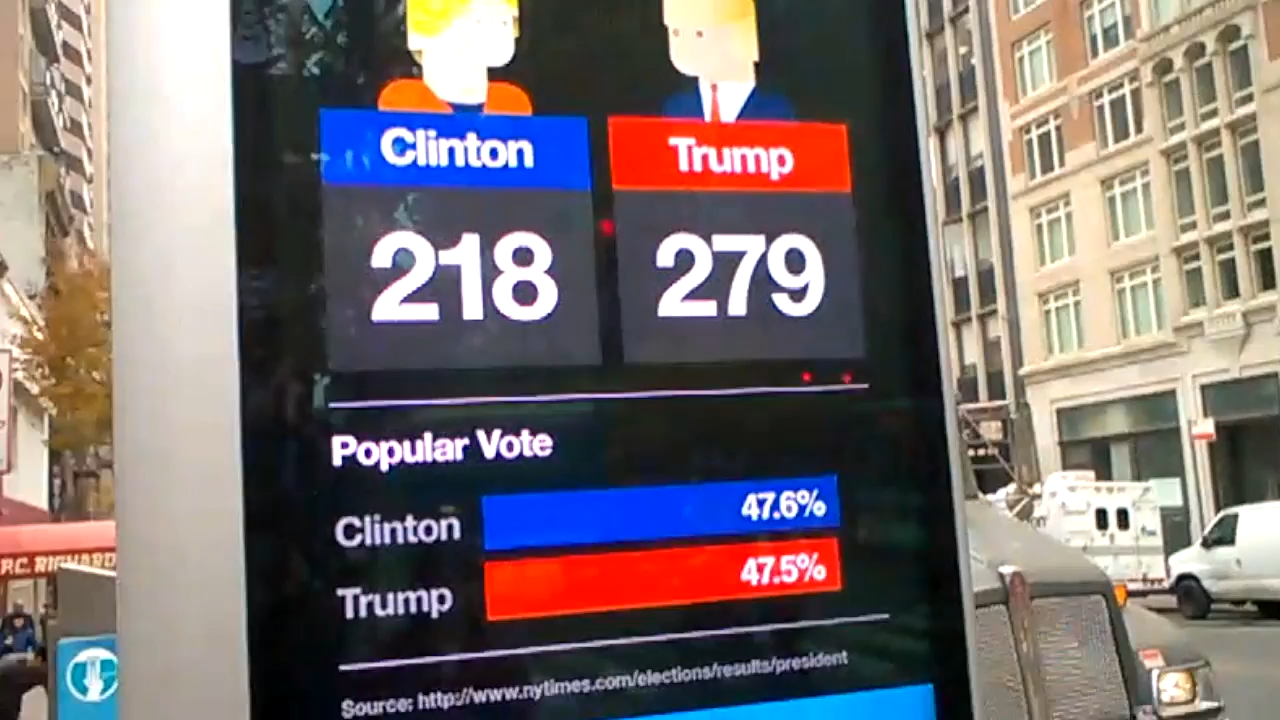 Clinton
Trump
218
279
Popular Vote
Clinton
47.6%
Trump
47.5%
Source: http://www.nytimes.com/elections/results/president
P.C. RICHARD